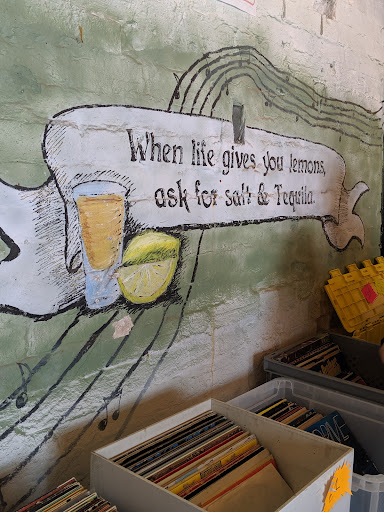 When life gives you lemons,
ask for salt & Tequila.